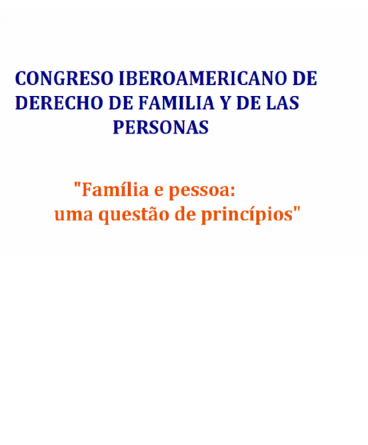 CONGRESO IBEROAMERICANO DE
DERECHO DE FAMILIA Y DE LAS
PERSONAS
"Família e pessoa:
uma questão de princípios"